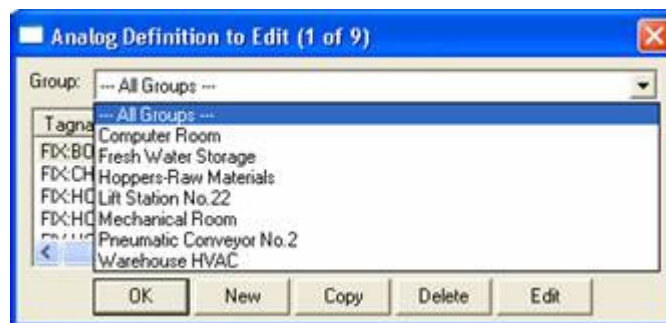 Analog Definition to Edit (1 of 9)
Group: --- All Groups ---
Tagna
--- All Groups ---
Computer Room
FIX:BO
Fresh Water Storage
FIX:CH
Hoppers-Raw Materials
FIX:HO
Lift Station No.22
FIX:HO
Mechanical Room
Pneumatic Conveyor No.2
Warehouse HVAC
OK New Copy Delete Edit